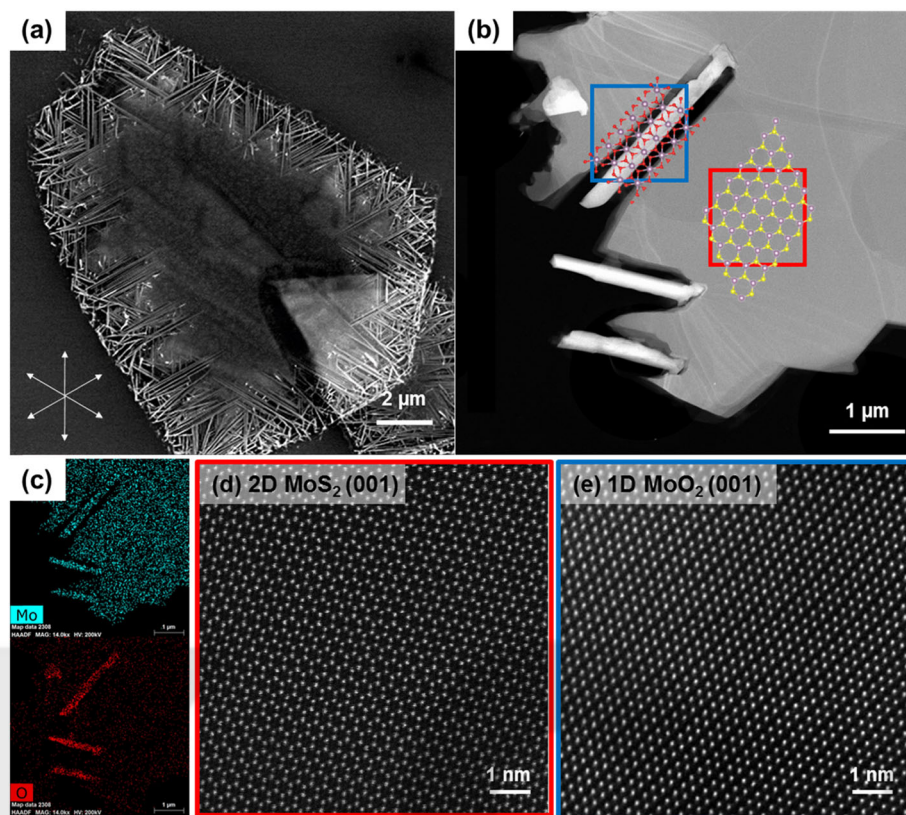 (a)
2 µm
(b)
1 µm
(c)
Mo
Map data 2308
HAADF MAG: 14.0kx HV: 200kV
1 µm
O
Map data 2308
HAADF MAG: 14.0kx HV: 200kV
1 µm
(d) 2D MoS₂ (001)
1 nm
(e) 1D MoO₂ (001)
1 nm